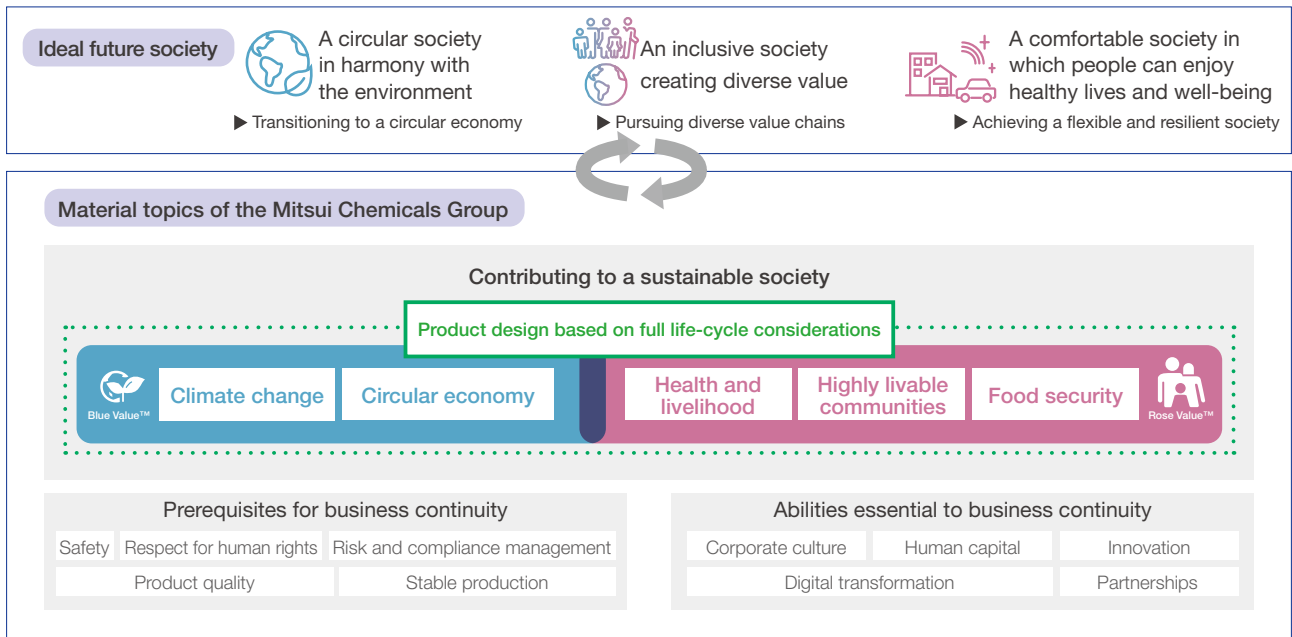 Ideal future society
A circular society
in harmony with
the environment
▶ Transitioning to a circular economy
An inclusive society
creating diverse value
▶ Pursuing diverse value chains
A comfortable society in
which people can enjoy
healthy lives and well-being
▶ Achieving a flexible and resilient society
Material topics of the Mitsui Chemicals Group
Contributing to a sustainable society
Product design based on full life-cycle considerations
Blue Value™
Climate change
Circular economy
Health and
livelihood
Highly livable
communities
Food security
Rose Value™
Prerequisites for business continuity
Safety
Respect for human rights
Risk and compliance management
Product quality
Stable production
Abilities essential to business continuity
Corporate culture
Human capital
Innovation
Digital transformation
Partnerships